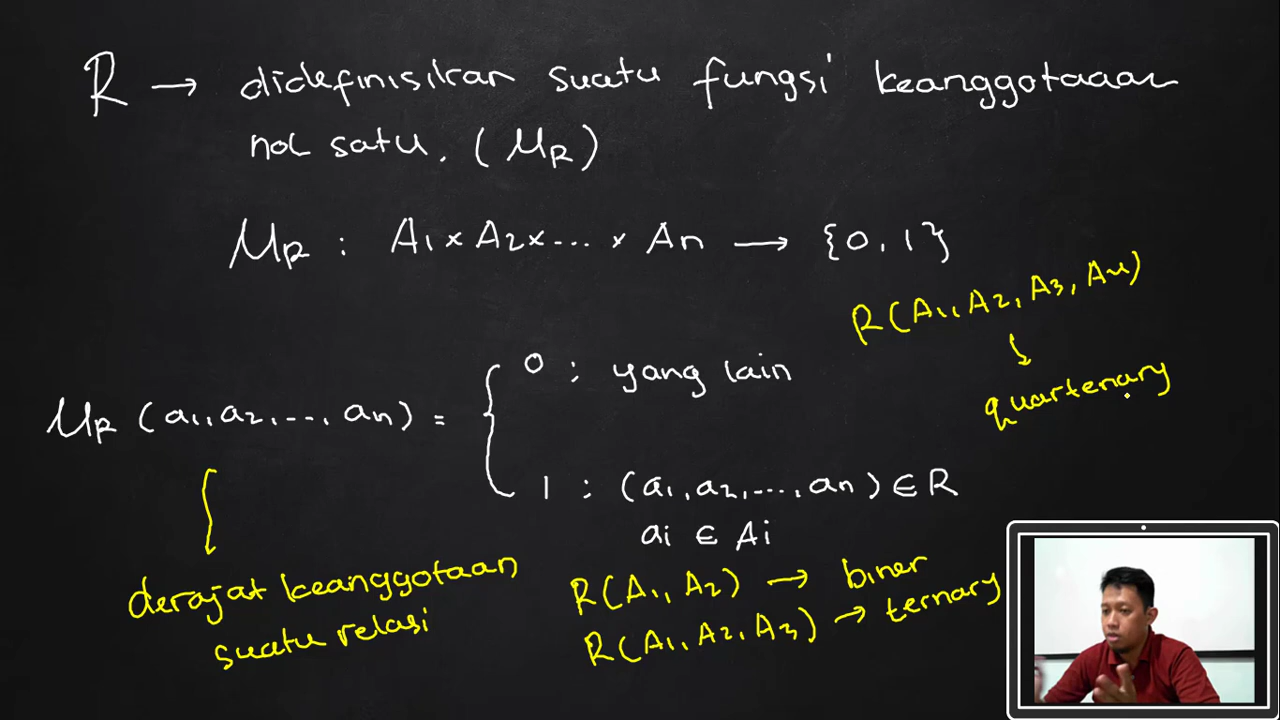 R → didefinisikan suatu fungsi keanggotaaan
nol satu. (μR)
μR : A1 × A2 × ... × An → {0, 1}
R(A1, A2, A3, A4)
↓
quartenary
μR (a1, a2, ..., an) = { 0 : yang lain
1 : (a1, a2, ..., an) ∈ R
ai ∈ Ai
derajat keanggotaan
suatu relasi
R(A1, A2) → biner
R(A1, A2, A3) → ternary